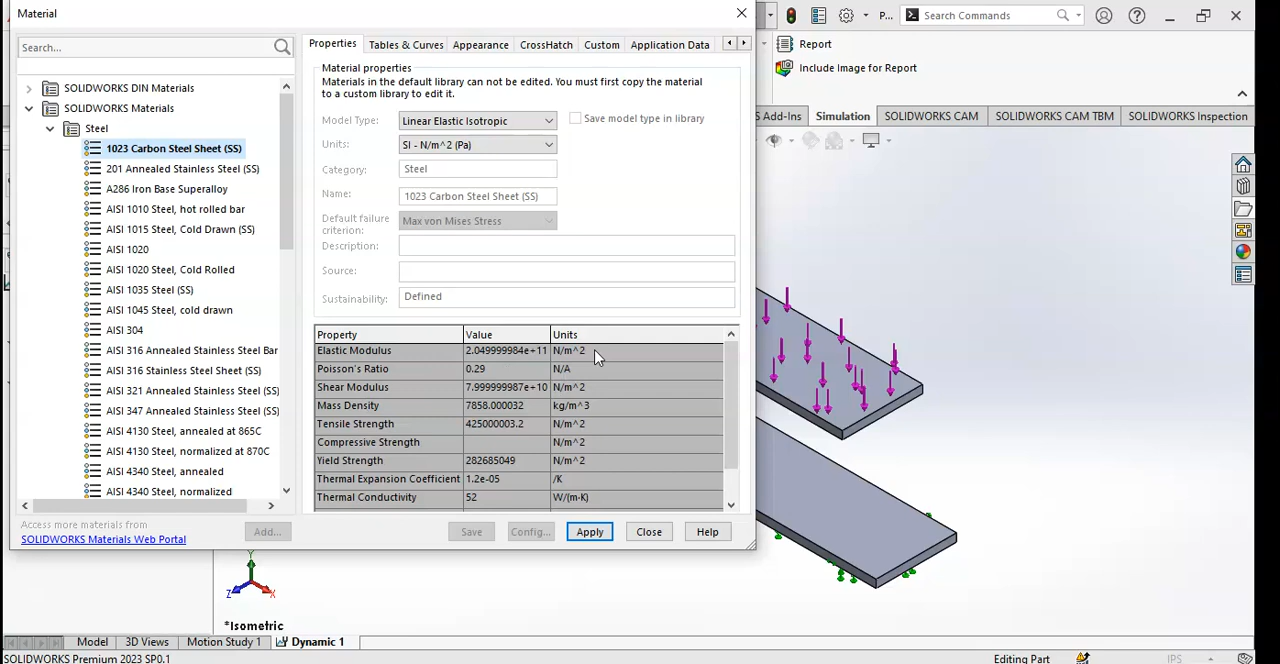 Material
P...
Search Commands
Search...
Properties
Tables & Curves
Appearance
CrossHatch
Custom
Application Data
Report
Include Image for Report
SOLIDWORKS DIN Materials
SOLIDWORKS Materials
Steel
1023 Carbon Steel Sheet (SS)
201 Annealed Stainless Steel (SS)
A286 Iron Base Superalloy
AISI 1010 Steel, hot rolled bar
AISI 1015 Steel, Cold Drawn (SS)
AISI 1020
AISI 1020 Steel, Cold Rolled
AISI 1035 Steel (SS)
AISI 1045 Steel, cold drawn
AISI 304
AISI 316 Annealed Stainless Steel Bar
AISI 316 Stainless Steel Sheet (SS)
AISI 321 Annealed Stainless Steel (SS)
AISI 347 Annealed Stainless Steel (SS)
AISI 4130 Steel, annealed at 865C
AISI 4130 Steel, normalized at 870C
AISI 4340 Steel, annealed
AISI 4340 Steel, normalized
Material properties
Materials in the default library can not be edited. You must first copy the material
to a custom library to edit it.
Model Type: Linear Elastic Isotropic
Save model type in library
Units: SI - N/m^2 (Pa)
Category: Steel
Name: 1023 Carbon Steel Sheet (SS)
Default failure
criterion: Max von Mises Stress
Description:
Source:
Sustainability: Defined
Property Value Units
Elastic Modulus 2.049999984e+11 N/m^2
Poisson's Ratio 0.29 N/A
Shear Modulus 7.999999987e+10 N/m^2
Mass Density 7858.000032 kg/m^3
Tensile Strength 425000003.2 N/m^2
Compressive Strength N/m^2
Yield Strength 282685049 N/m^2
Thermal Expansion Coefficient 1.2e-05 /K
Thermal Conductivity 52 W/(m·K)
Access more materials from
SOLIDWORKS Materials Web Portal
Add...
Save
Config...
Apply
Close
Help
S Add-Ins
Simulation
SOLIDWORKS CAM
SOLIDWORKS CAM TBM
SOLIDWORKS Inspection
Y
Z
X
*Isometric
Model
3D Views
Motion Study 1
Dynamic 1
SOLIDWORKS Premium 2023 SP0.1
Editing Part
IPS